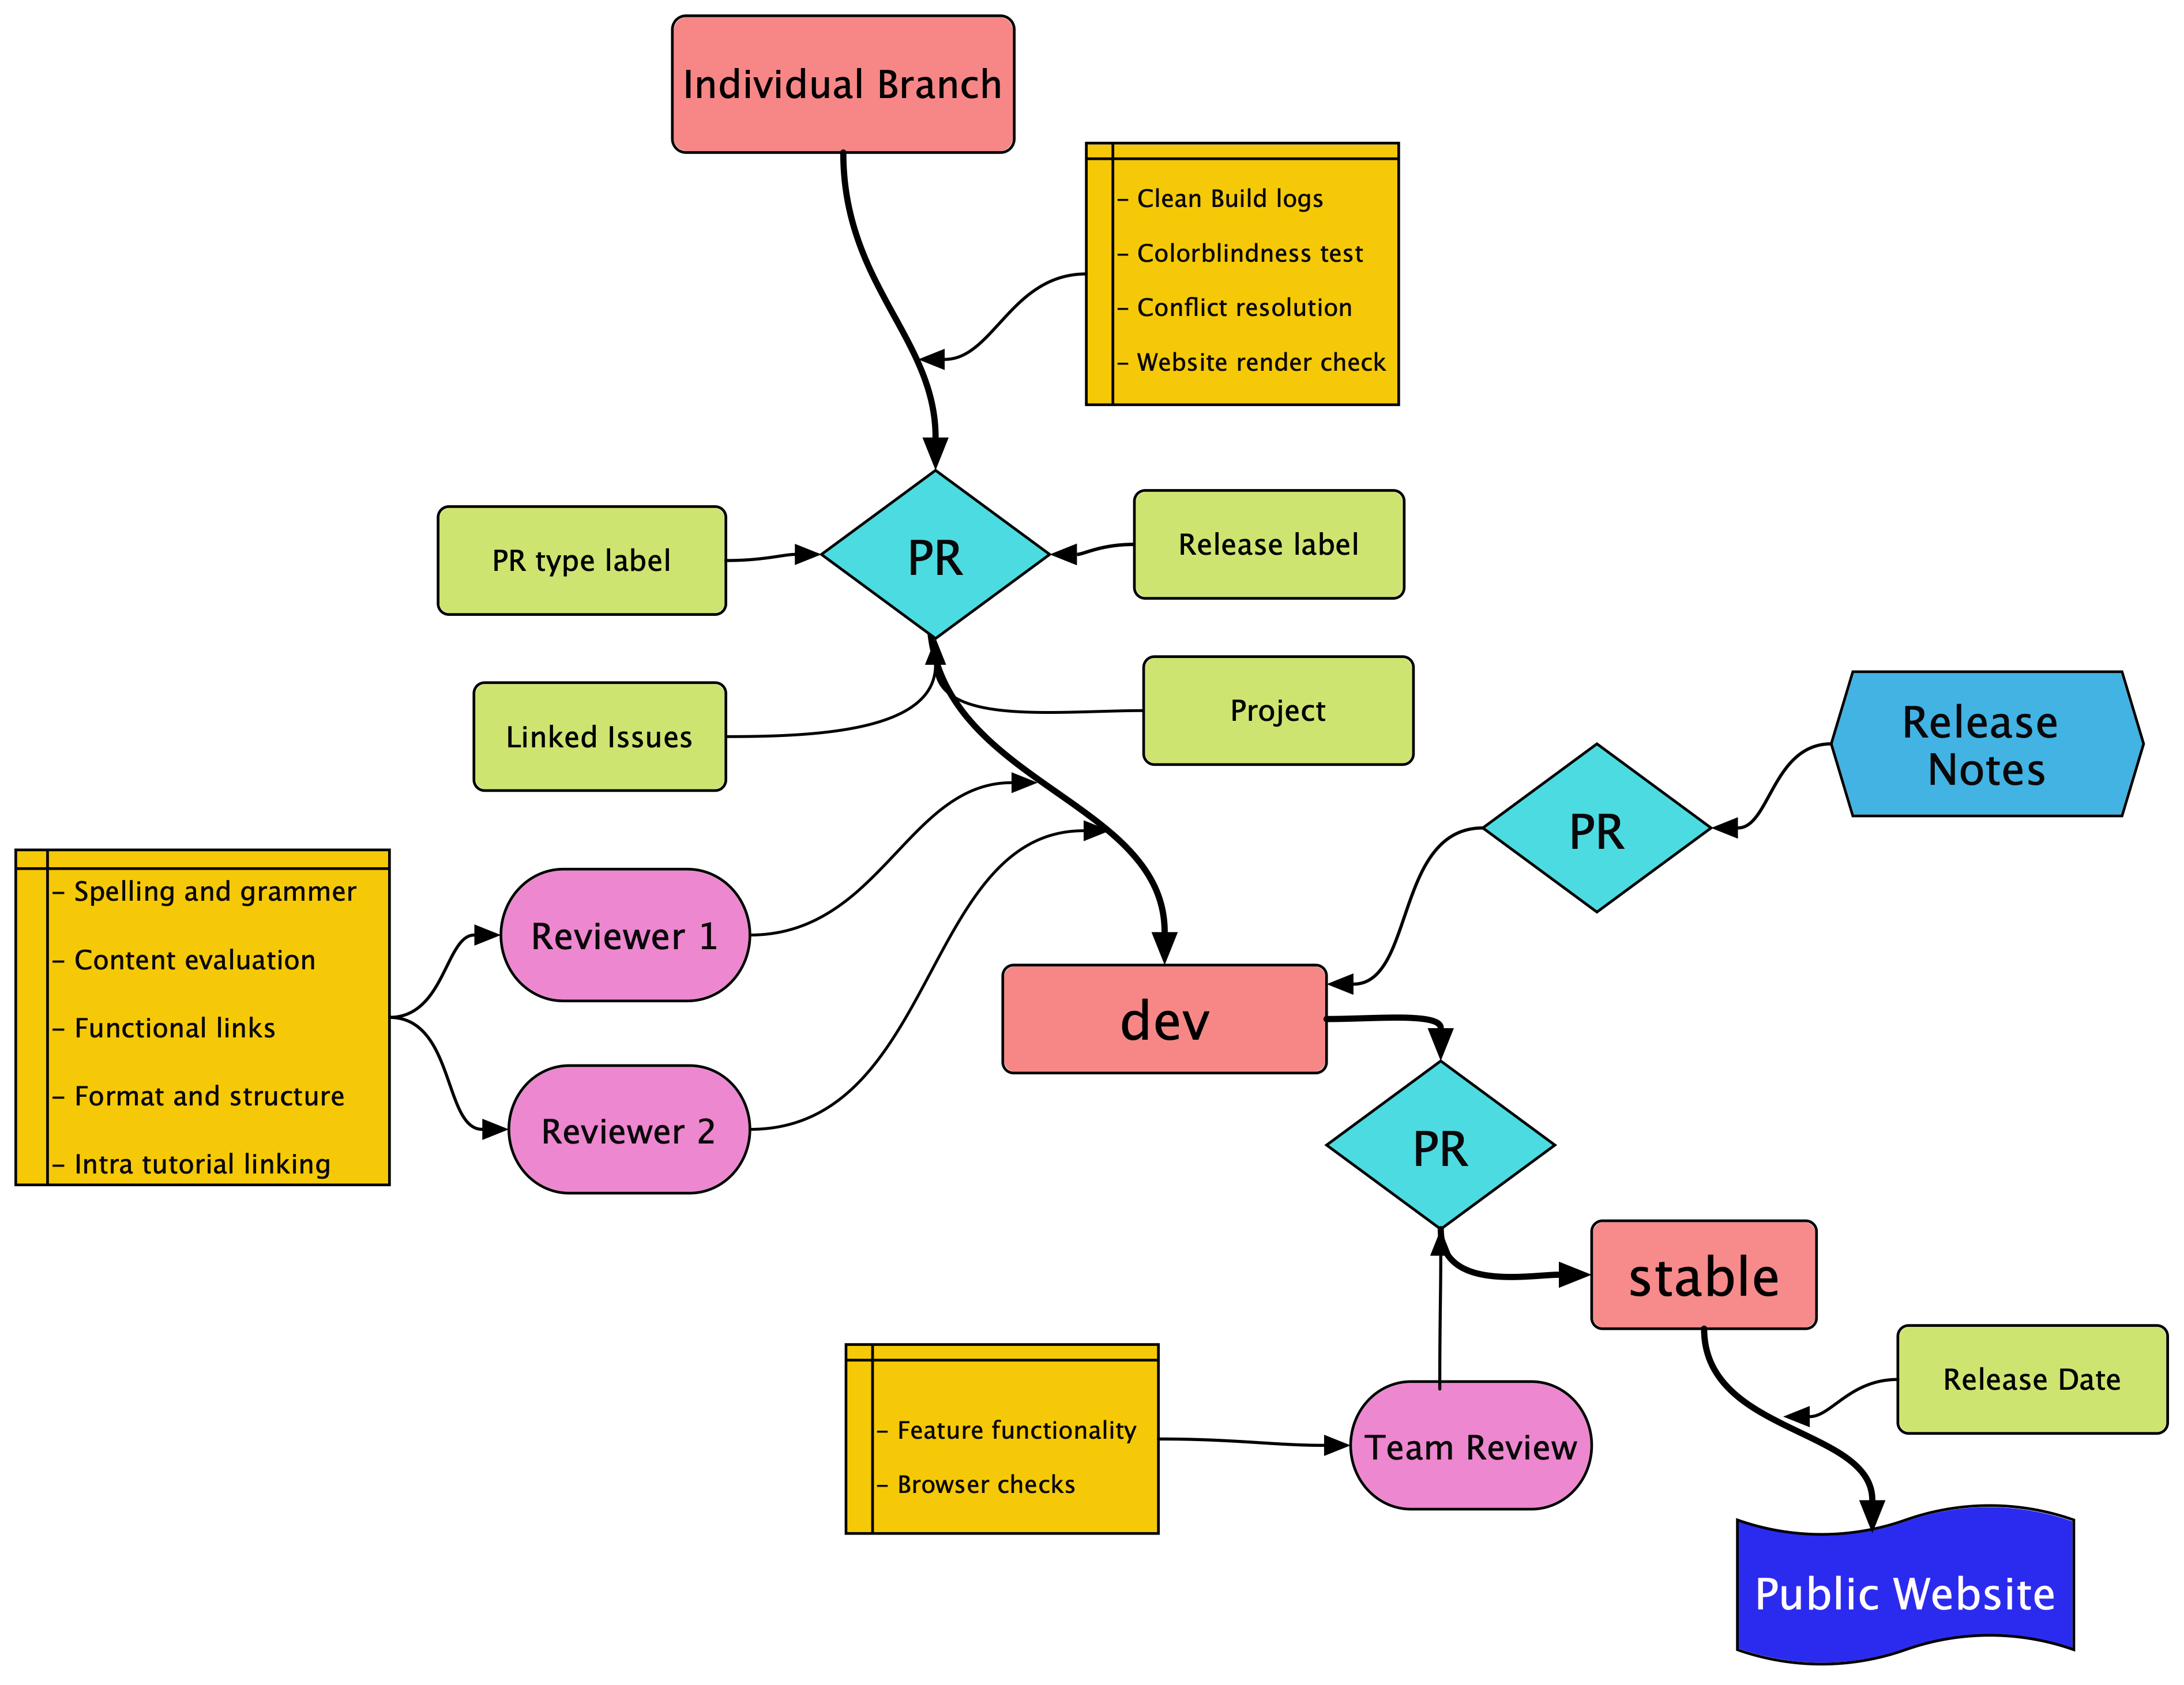 Individual Branch
– Clean Build logs
– Colorblindness test
– Conflict resolution
– Website render check
PR
PR type label
Release label
Linked Issues
Project
Release
Notes
PR
– Spelling and grammer
– Content evaluation
– Functional links
– Format and structure
– Intra tutorial linking
Reviewer 1
Reviewer 2
dev
PR
stable
– Feature functionality
– Browser checks
Team Review
Release Date
Public Website